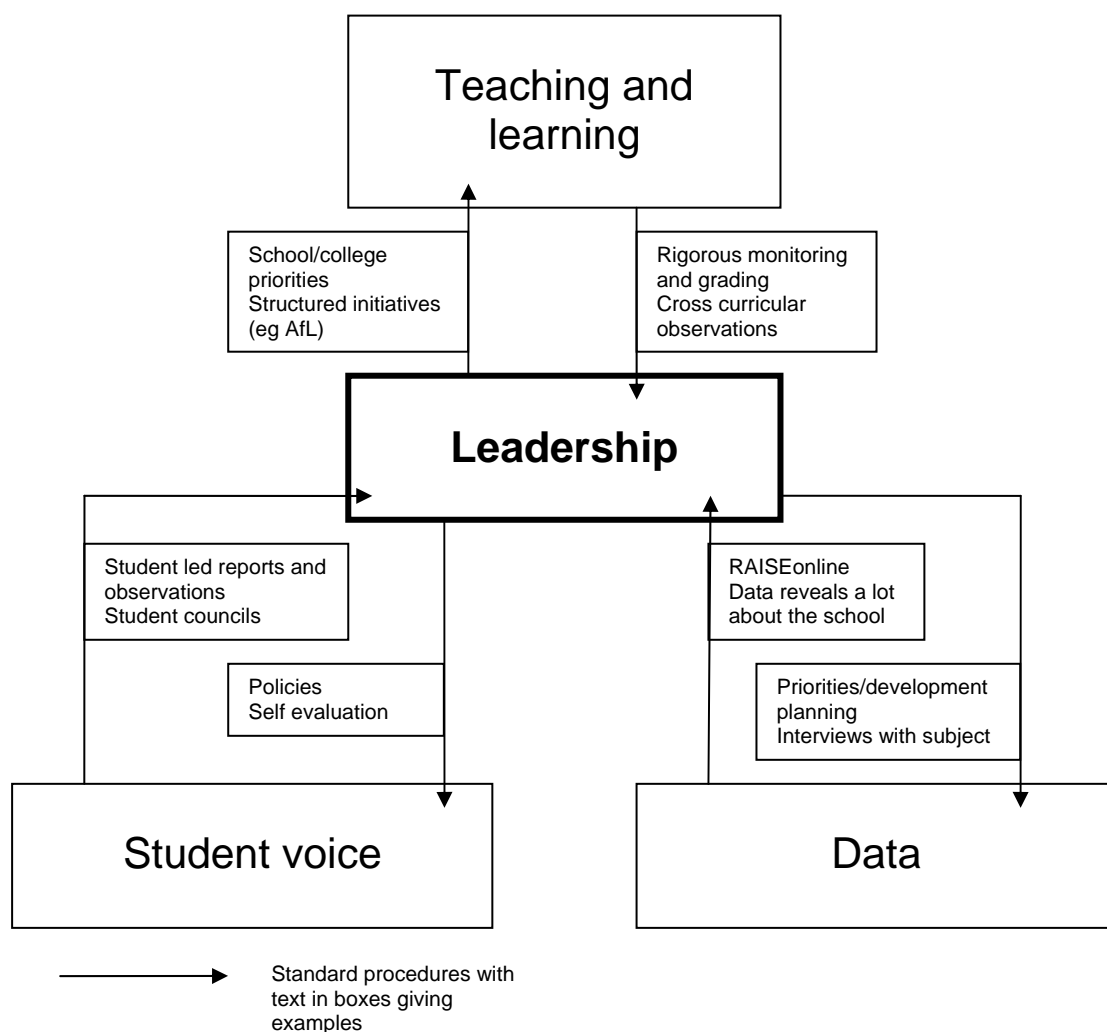 Teaching and
learning
School/college
priorities
Structured initiatives
(eg AfL)
Rigorous monitoring
and grading
Cross curricular
observations
Leadership
Student led reports and
observations
Student councils
RAISEonline
Data reveals a lot
about the school
Policies
Self evaluation
Priorities/development
planning
Interviews with subject
Student voice
Data
Standard procedures with
text in boxes giving
examples